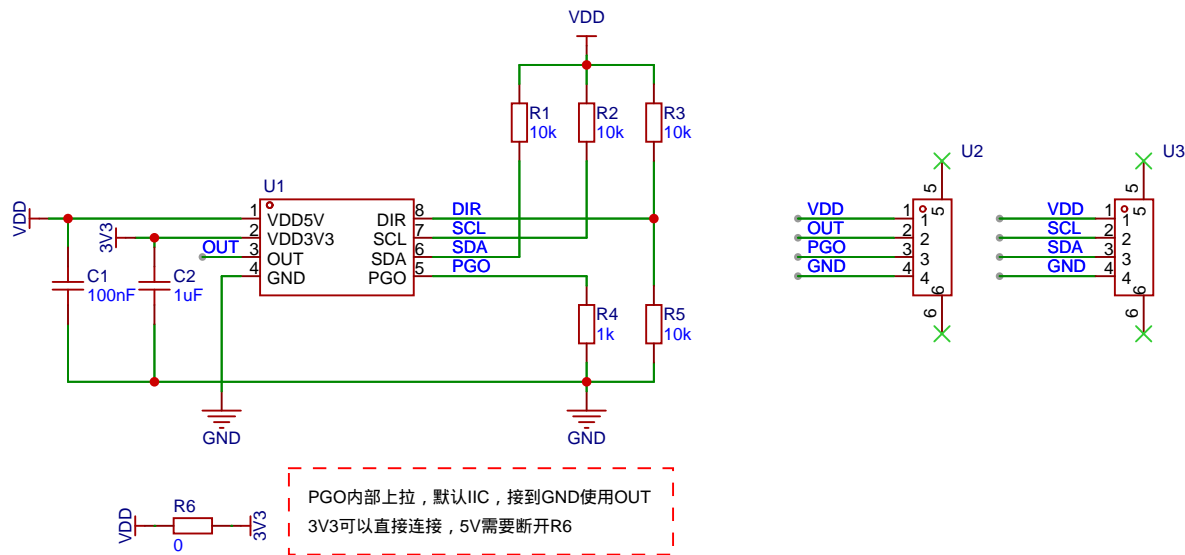 VDD
R1
10k
R2
10k
R3
10k
U1
VDD
1
VDD5V
DIR
8
DIR
3V3
2
VDD3V3
SCL
7
SCL
OUT
3
OUT
SDA
6
SDA
4
GND
PGO
5
PGO
C1
100nF
C2
1uF
R4
1k
R5
10k
GND
GND
U2
5
5
VDD
1
1
OUT
2
2
PGO
3
3
GND
4
4
6
6
U3
5
5
VDD
1
1
SCL
2
2
SDA
3
3
GND
4
4
6
6
VDD
R6
0
3V3
PGO内部上拉，默认IIC，接到GND使用OUT
3V3可以直接连接，5V需要断开R6